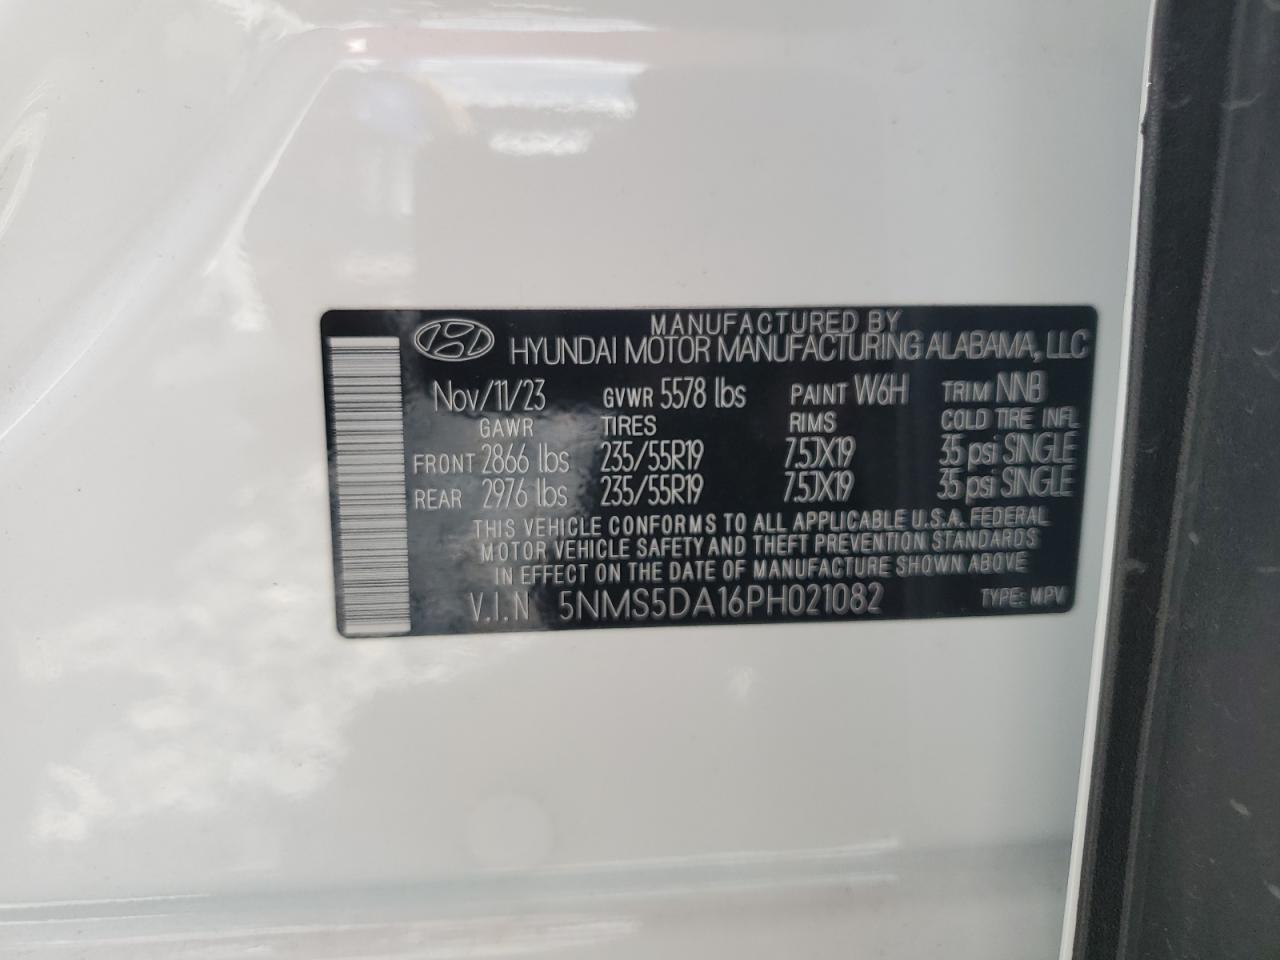 MANUFACTURED BY
HYUNDAI MOTOR MANUFACTURING ALABAMA, LLC
Nov/11/23 GVWR 5578 lbs PAINT W6H TRIM NNB
GAWR TIRES RIMS COLD TIRE INFL
FRONT 2866 lbs 235/55R19 7.5JX19 35 psi SINGLE
REAR 2976 lbs 235/55R19 7.5JX19 35 psi SINGLE
THIS VEHICLE CONFORMS TO ALL APPLICABLE U.S.A. FEDERAL
MOTOR VEHICLE SAFETY AND THEFT PREVENTION STANDARDS
IN EFFECT ON THE DATE OF MANUFACTURE SHOWN ABOVE
V.I.N 5NMS5DA16PH021082 TYPE: MPV